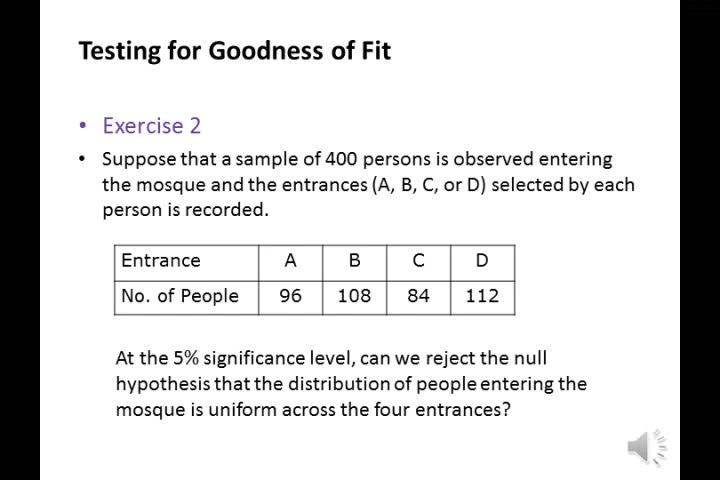 Testing for Goodness of Fit
• Exercise 2
• Suppose that a sample of 400 persons is observed entering
the mosque and the entrances (A, B, C, or D) selected by each
person is recorded.
Entrance A B C D
No. of People 96 108 84 112
At the 5% significance level, can we reject the null
hypothesis that the distribution of people entering the
mosque is uniform across the four entrances?